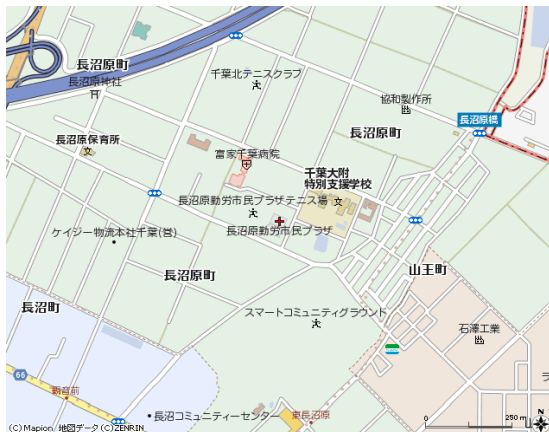 長沼原町
長沼原神社
千葉北テニスクラブ
協和製作所
長沼原橋
長沼原町
長沼原保育所
富家千葉病院
千葉大附
特別支援学校
長沼原勤労市民プラザテニス場
長沼原勤労市民プラザ
ケイジー物流本社千葉(営)
長沼原町
山王町
長沼町
スマートコミュニティグラウンド
石澤工業
66
観音前
長沼コミュニティーセンター
東長沼原
0 250 m
(C)Mapion, 地図データ(C)ZENRIN